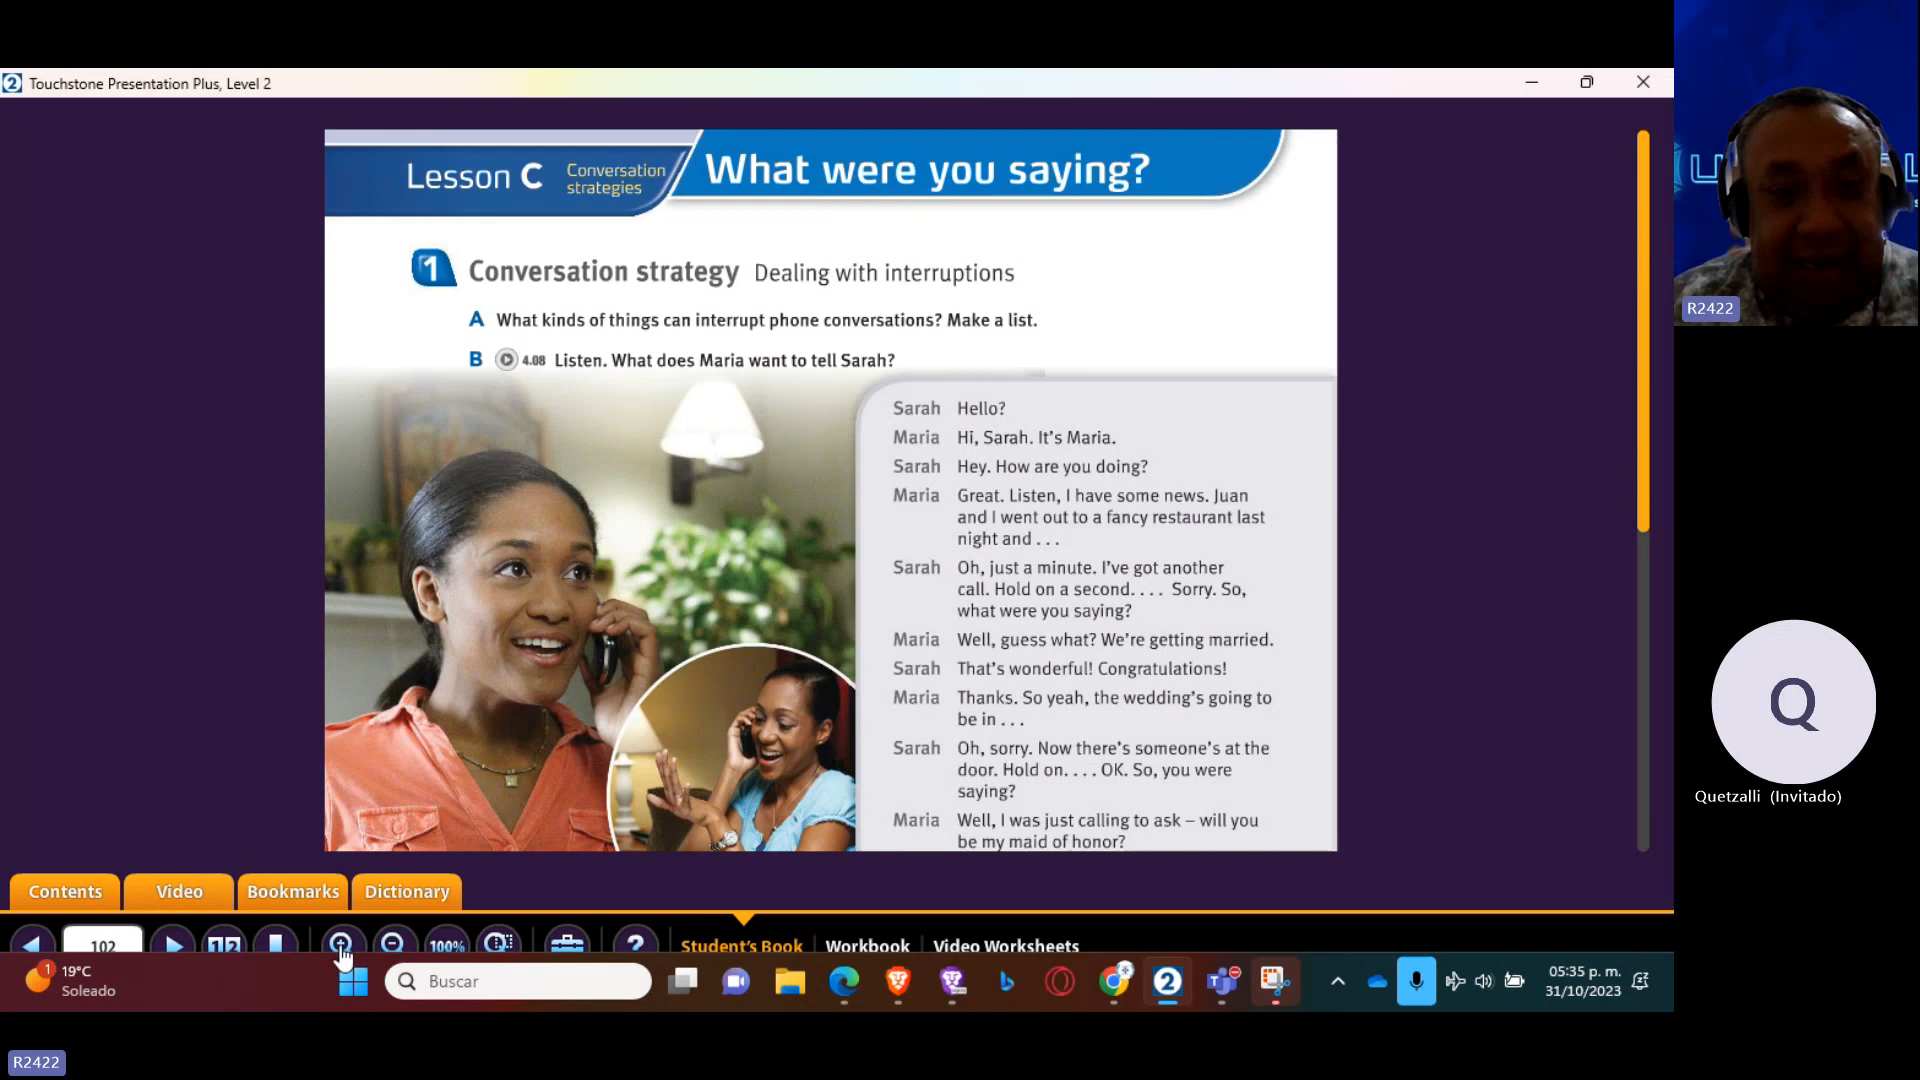 2 Touchstone Presentation Plus, Level 2
Lesson C
Conversation
strategies
What were you saying?
1 Conversation strategy Dealing with interruptions
A What kinds of things can interrupt phone conversations? Make a list.
B 4.08 Listen. What does Maria want to tell Sarah?
Sarah Hello?
Maria Hi, Sarah. It's Maria.
Sarah Hey. How are you doing?
Maria Great. Listen, I have some news. Juan
and I went out to a fancy restaurant last
night and . . .
Sarah Oh, just a minute. I've got another
call. Hold on a second. . . . Sorry. So,
what were you saying?
Maria Well, guess what? We're getting married.
Sarah That's wonderful! Congratulations!
Maria Thanks. So yeah, the wedding's going to
be in . . .
Sarah Oh, sorry. Now there's someone's at the
door. Hold on. . . . OK. So, you were
saying?
Maria Well, I was just calling to ask – will you
be my maid of honor?
Contents Video Bookmarks Dictionary
102 12 100% ? Student's Book Workbook Video Worksheets
1 19°C
Soleado
Buscar
2
05:35 p. m.
31/10/2023
R2422
Q
Quetzalli (Invitado)
R2422